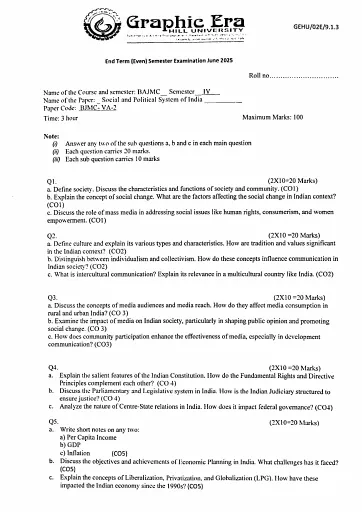 Graphic Era
HILL UNIVERSITY
GEHU/02E/9.1.3
End Term (Even) Semester Examination June 2025
Roll no..............................
Name of the Course and semester: BAJMC__ Semester__IV___
Name of the Paper: _Social and Political System of India __________
Paper Code: BJMC- VA-2
Time: 3 hour Maximum Marks: 100
Note:
(i) Answer any two of the sub questions a, b and c in each main question
(ii) Each question carries 20 marks.
(iii) Each sub question carries 10 marks
Q1. (2X10=20 Marks)
a. Define society. Discuss the characteristics and functions of society and community. (CO1)
b. Explain the concept of social change. What are the factors affecting the social change in Indian context?
(CO1)
c. Discuss the role of mass media in addressing social issues like human rights, consumerism, and women
empowerment. (CO1)
Q2. (2X10 =20 Marks)
a. Define culture and explain its various types and characteristics. How are tradition and values significant
in the Indian context? (CO2)
b. Distinguish between individualism and collectivism. How do these concepts influence communication in
Indian society? (CO2)
c. What is intercultural communication? Explain its relevance in a multicultural country like India. (CO2)
Q3. (2X10 =20 Marks)
a. Discuss the concepts of media audiences and media reach. How do they affect media consumption in
rural and urban India? (CO 3)
b. Examine the impact of media on Indian society, particularly in shaping public opinion and promoting
social change. (CO 3)
c. How does community participation enhance the effectiveness of media, especially in development
communication? (CO3)
Q4. (2X10 =20 Marks)
a. Explain the salient features of the Indian Constitution. How do the Fundamental Rights and Directive
Principles complement each other? (CO 4)
b. Discuss the Parliamentary and Legislative system in India. How is the Indian Judiciary structured to
ensure justice? (CO 4)
c. Analyze the nature of Centre-State relations in India. How does it impact federal governance? (CO4)
Q5. (2X10=20 Marks)
a. Write short notes on any two:
a) Per Capita Income
b) GDP
c) Inflation (CO5)
b. Discuss the objectives and achievements of Economic Planning in India. What challenges has it faced?
(CO5)
c. Explain the concepts of Liberalization, Privatization, and Globalization (LPG). How have these
impacted the Indian economy since the 1990s? (CO5)